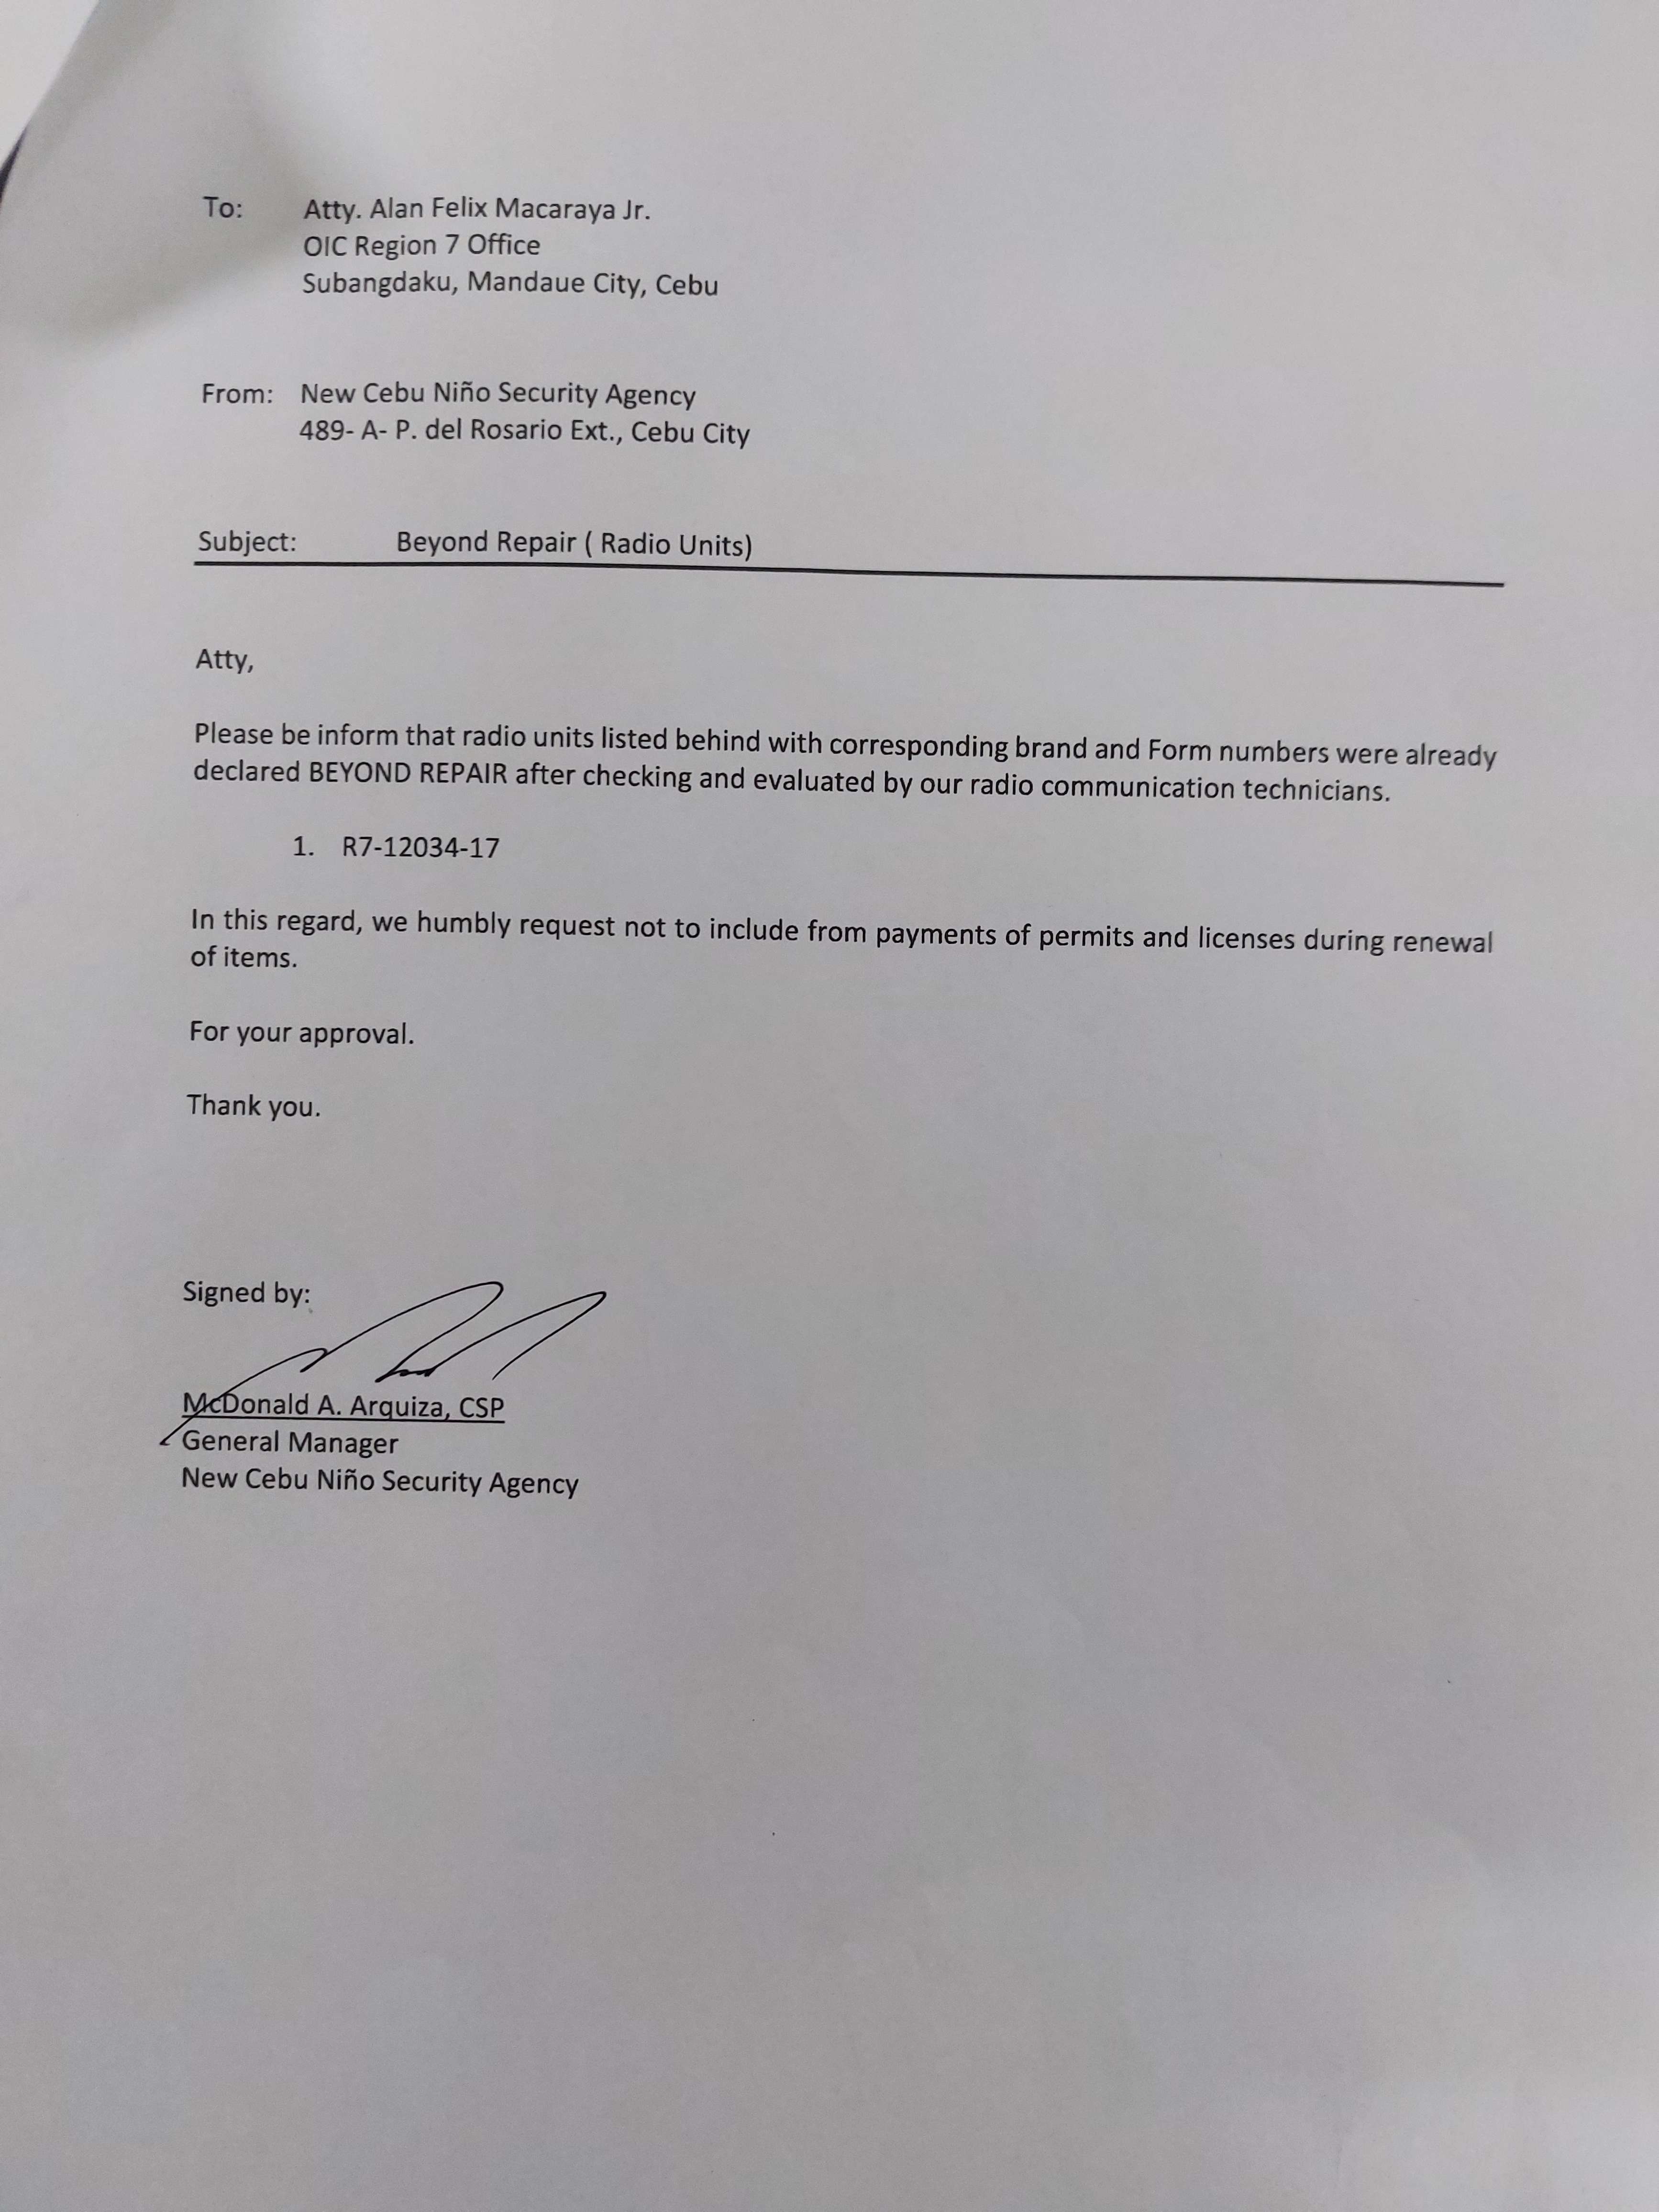 To: Atty. Alan Felix Macaraya Jr.
OIC Region 7 Office
Subangdaku, Mandaue City, Cebu
From: New Cebu Niño Security Agency
489- A- P. del Rosario Ext., Cebu City
Subject: Beyond Repair ( Radio Units)
Atty,
Please be inform that radio units listed behind with corresponding brand and Form numbers were already
declared BEYOND REPAIR after checking and evaluated by our radio communication technicians.
1. R7-12034-17
In this regard, we humbly request not to include from payments of permits and licenses during renewal
of items.
For your approval.
Thank you.
Signed by:
McDonald A. Arquiza, CSP
General Manager
New Cebu Niño Security Agency